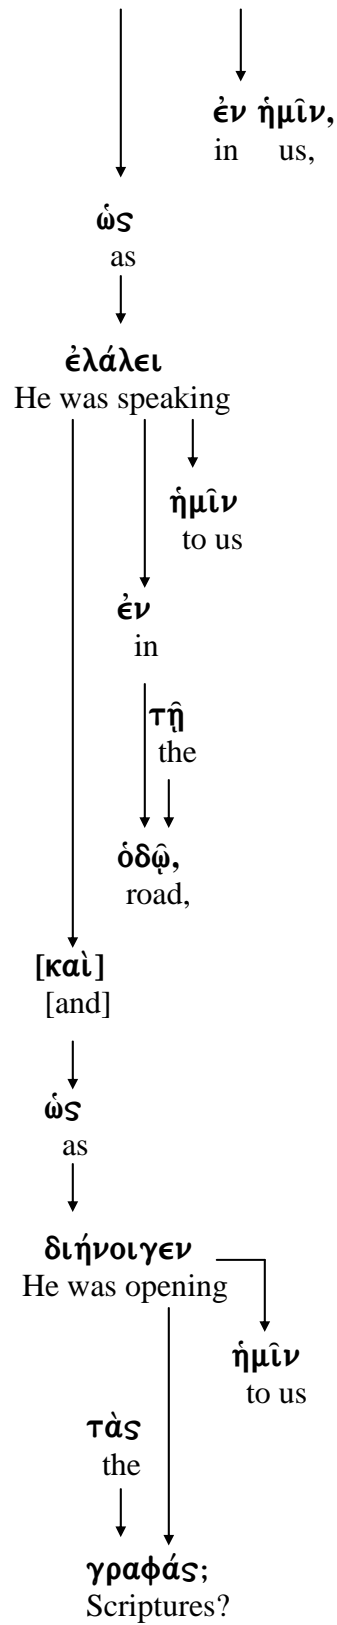 ἐν ἡμῖν,
in us,
ὡς
as
ἐλάλει
He was speaking
ἡμῖν
to us
ἐν
in
τῇ
the
ὁδῷ,
road,
[καὶ]
[and]
ὡς
as
διήνοιγεν
He was opening
ἡμῖν
to us
τὰς
the
γραφάς;
Scriptures?